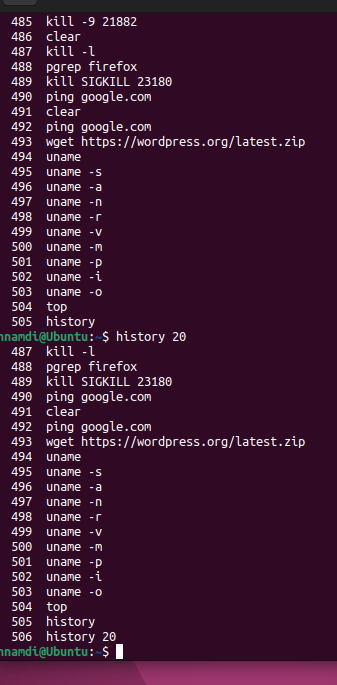 485 kill -9 21882
486 clear
487 kill -l
488 pgrep firefox
489 kill SIGKILL 23180
490 ping google.com
491 clear
492 ping google.com
493 wget https://wordpress.org/latest.zip
494 uname
495 uname -s
496 uname -a
497 uname -n
498 uname -r
499 uname -v
500 uname -m
501 uname -p
502 uname -i
503 uname -o
504 top
505 history
nnamdi@Ubuntu:~$ history 20
487 kill -l
488 pgrep firefox
489 kill SIGKILL 23180
490 ping google.com
491 clear
492 ping google.com
493 wget https://wordpress.org/latest.zip
494 uname
495 uname -s
496 uname -a
497 uname -n
498 uname -r
499 uname -v
500 uname -m
501 uname -p
502 uname -i
503 uname -o
504 top
505 history
506 history 20
nnamdi@Ubuntu:~$